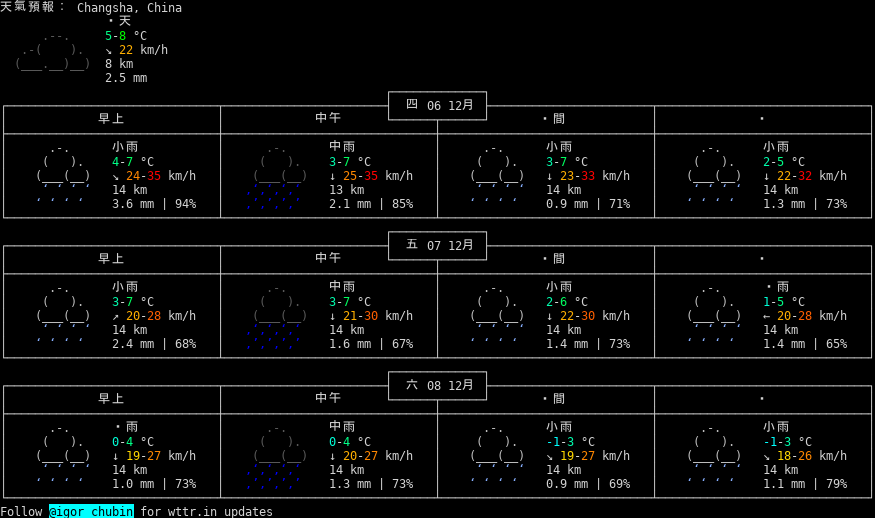 天氣預報： Changsha, China
・天
5-8 °C
↘ 22 km/h
8 km
2.5 mm
四 06 12月
早上 中午 ・間 ・
小雨 中雨 小雨 小雨
4-7 °C 3-7 °C 3-7 °C 2-5 °C
↘ 24-35 km/h ↓ 25-35 km/h ↓ 23-33 km/h ↓ 22-32 km/h
14 km 13 km 14 km 14 km
3.6 mm | 94% 2.1 mm | 85% 0.9 mm | 71% 1.3 mm | 73%
五 07 12月
早上 中午 ・間 ・
小雨 中雨 小雨 ・雨
3-7 °C 3-7 °C 2-6 °C 1-5 °C
↗ 20-28 km/h ↓ 21-30 km/h ↓ 22-30 km/h ← 20-28 km/h
14 km 14 km 14 km 14 km
2.4 mm | 68% 1.6 mm | 67% 1.4 mm | 73% 1.4 mm | 65%
六 08 12月
早上 中午 ・間 ・
・雨 中雨 小雨 小雨
0-4 °C 0-4 °C -1-3 °C -1-3 °C
↓ 19-27 km/h ↓ 20-27 km/h ↘ 19-27 km/h ↘ 18-26 km/h
14 km 14 km 14 km 14 km
1.0 mm | 73% 1.3 mm | 73% 0.9 mm | 69% 1.1 mm | 79%
Follow @igor_chubin for wttr.in updates